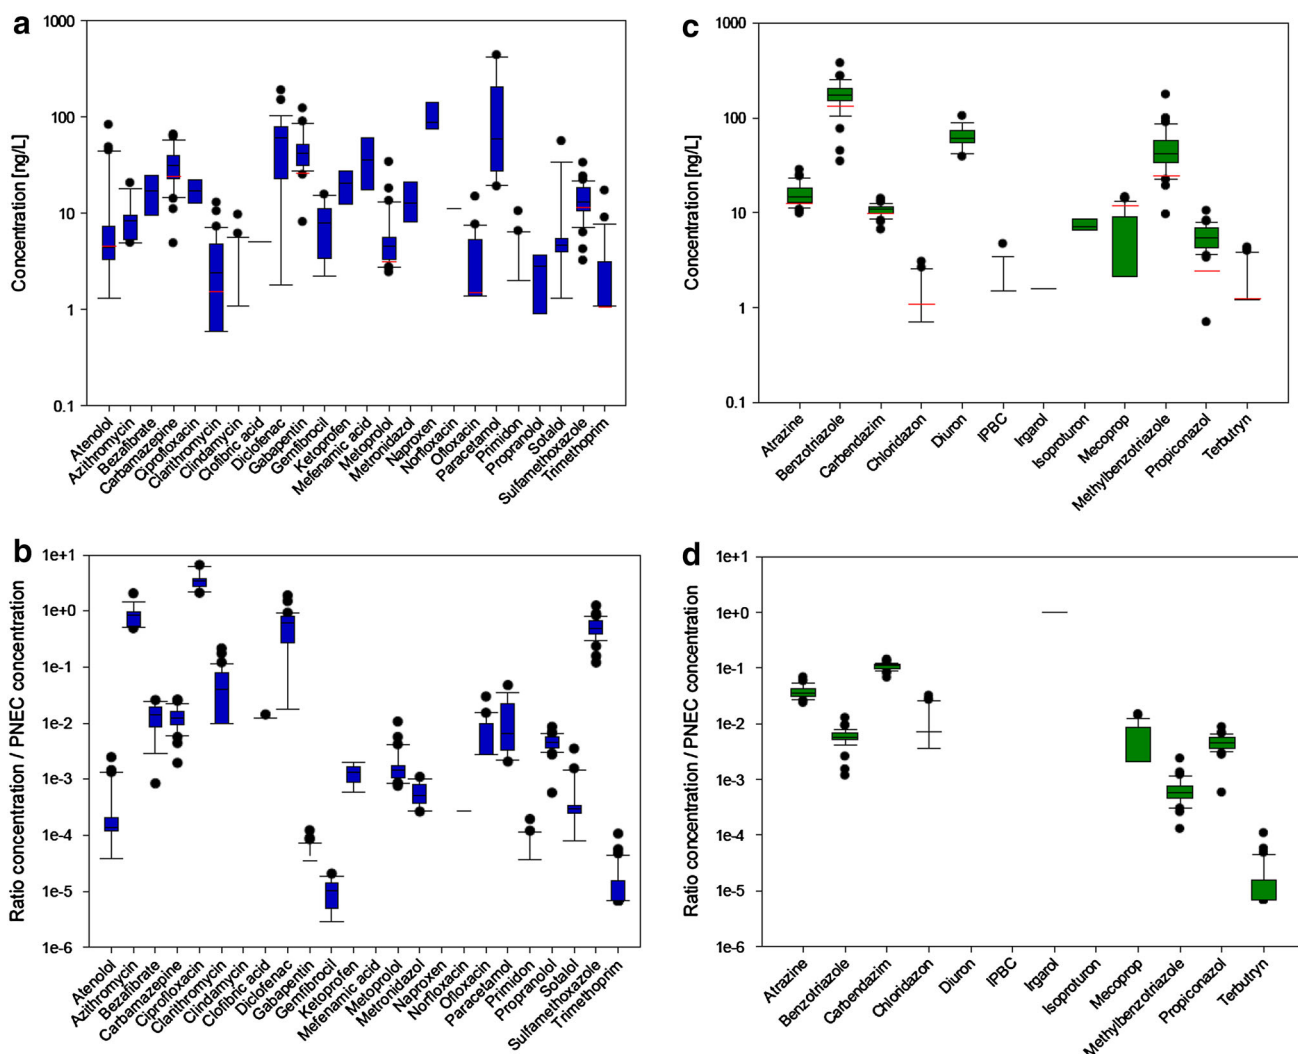 a
Concentration [ng/L]
1000
100
10
1
0.1
Atenolol
Azithromycin
Bezafibrate
Carbamazepine
Ciprofloxacin
Clarithromycin
Clindamycin
Clofibric acid
Diclofenac
Gabapentin
Gemfibrocil
Ketoprofen
Mefenamic acid
Metoprolol
Metronidazol
Naproxen
Norfloxacin
Ofloxacin
Paracetamol
Primidon
Propranolol
Sotalol
Sulfamethoxazole
Trimethoprim
c
Concentration [ng/L]
1000
100
10
1
0.1
Atrazine
Benzotriazole
Carbendazim
Chloridazon
Diuron
IPBC
Irgarol
Isoproturon
Mecoprop
Methylbenzotriazole
Propiconazol
Terbutryn
b
Ratio concentration / PNEC concentration
1e+1
1e+0
1e-1
1e-2
1e-3
1e-4
1e-5
1e-6
Atenolol
Azithromycin
Bezafibrate
Carbamazepine
Ciprofloxacin
Clarithromycin
Clindamycin
Clofibric acid
Diclofenac
Gabapentin
Gemfibrocil
Ketoprofen
Mefenamic acid
Metoprolol
Metronidazol
Naproxen
Norfloxacin
Ofloxacin
Paracetamol
Primidon
Propranolol
Sotalol
Sulfamethoxazole
Trimethoprim
d
Ratio concentration / PNEC concentration
1e+1
1e+0
1e-1
1e-2
1e-3
1e-4
1e-5
1e-6
Atrazine
Benzotriazole
Carbendazim
Chloridazon
Diuron
IPBC
Irgarol
Isoproturon
Mecoprop
Methylbenzotriazole
Propiconazol
Terbutryn